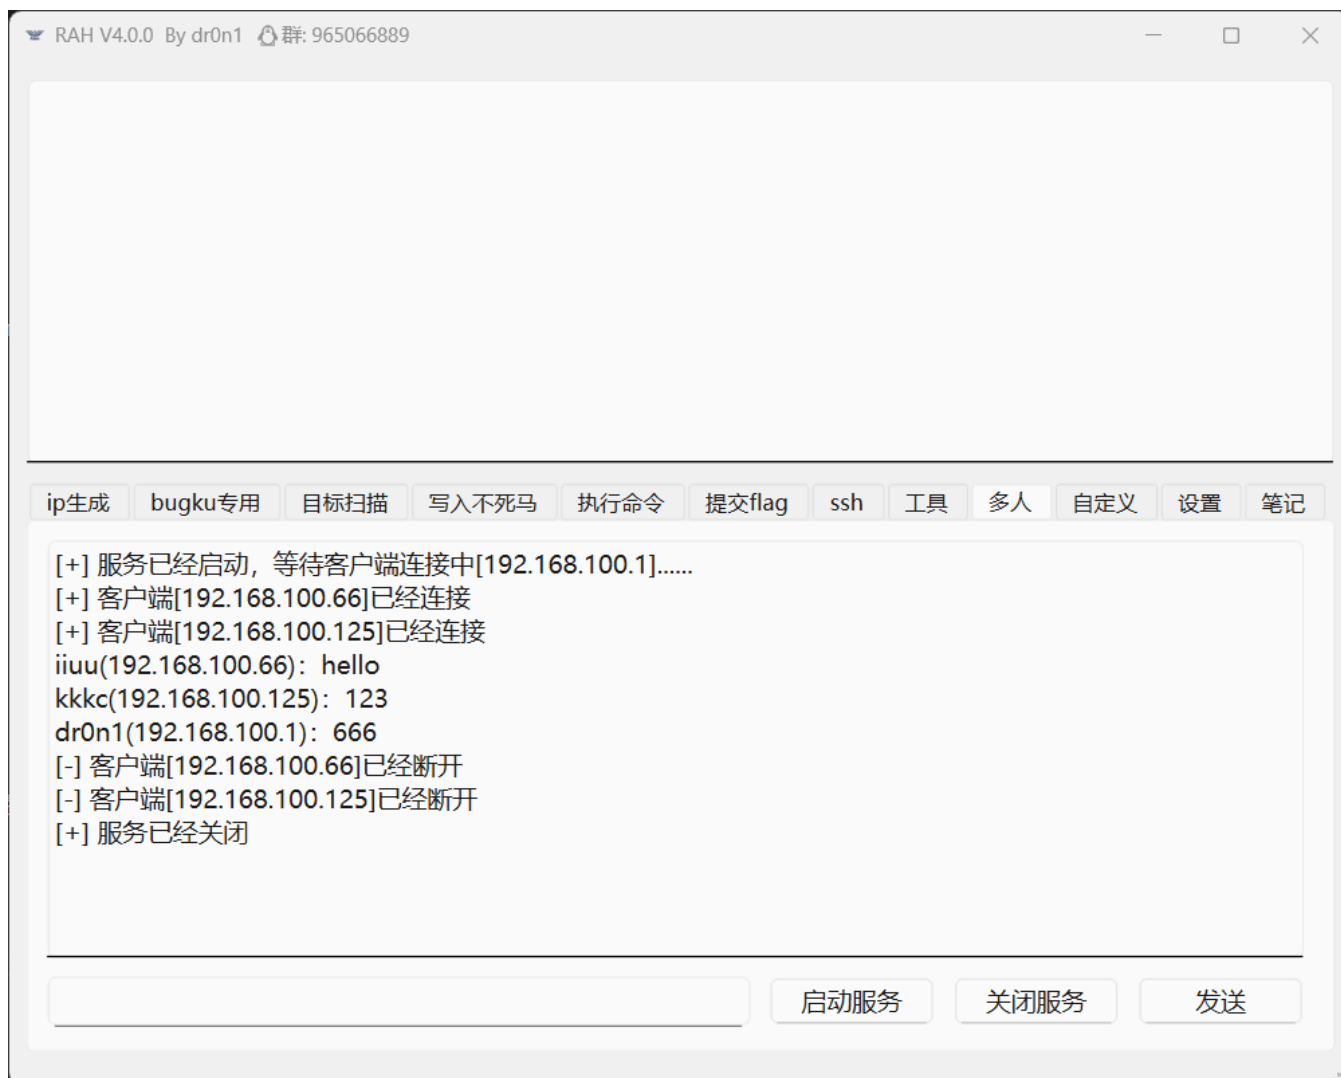 RAH V4.0.0 By dr0n1 群: 965066889
ip生成 bugku专用 目标扫描 写入不死马 执行命令 提交flag ssh 工具 多人 自定义 设置 笔记
[+] 服务已经启动，等待客户端连接中[192.168.100.1]......
[+] 客户端[192.168.100.66]已经连接
[+] 客户端[192.168.100.125]已经连接
iiuu(192.168.100.66)：hello
kkkc(192.168.100.125)：123
dr0n1(192.168.100.1)：666
[-] 客户端[192.168.100.66]已经断开
[-] 客户端[192.168.100.125]已经断开
[+] 服务已经关闭
启动服务 关闭服务 发送